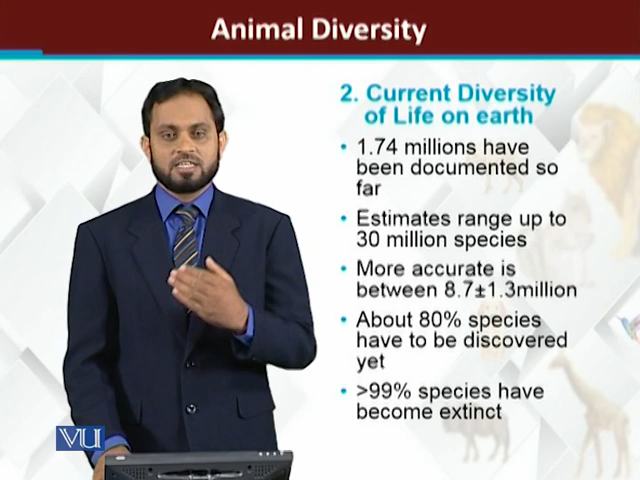 Animal Diversity
2. Current Diversity
of Life on earth
• 1.74 millions have
been documented so
far
• Estimates range up to
30 million species
• More accurate is
between 8.7±1.3million
• About 80% species
have to be discovered
yet
• >99% species have
become extinct
VU